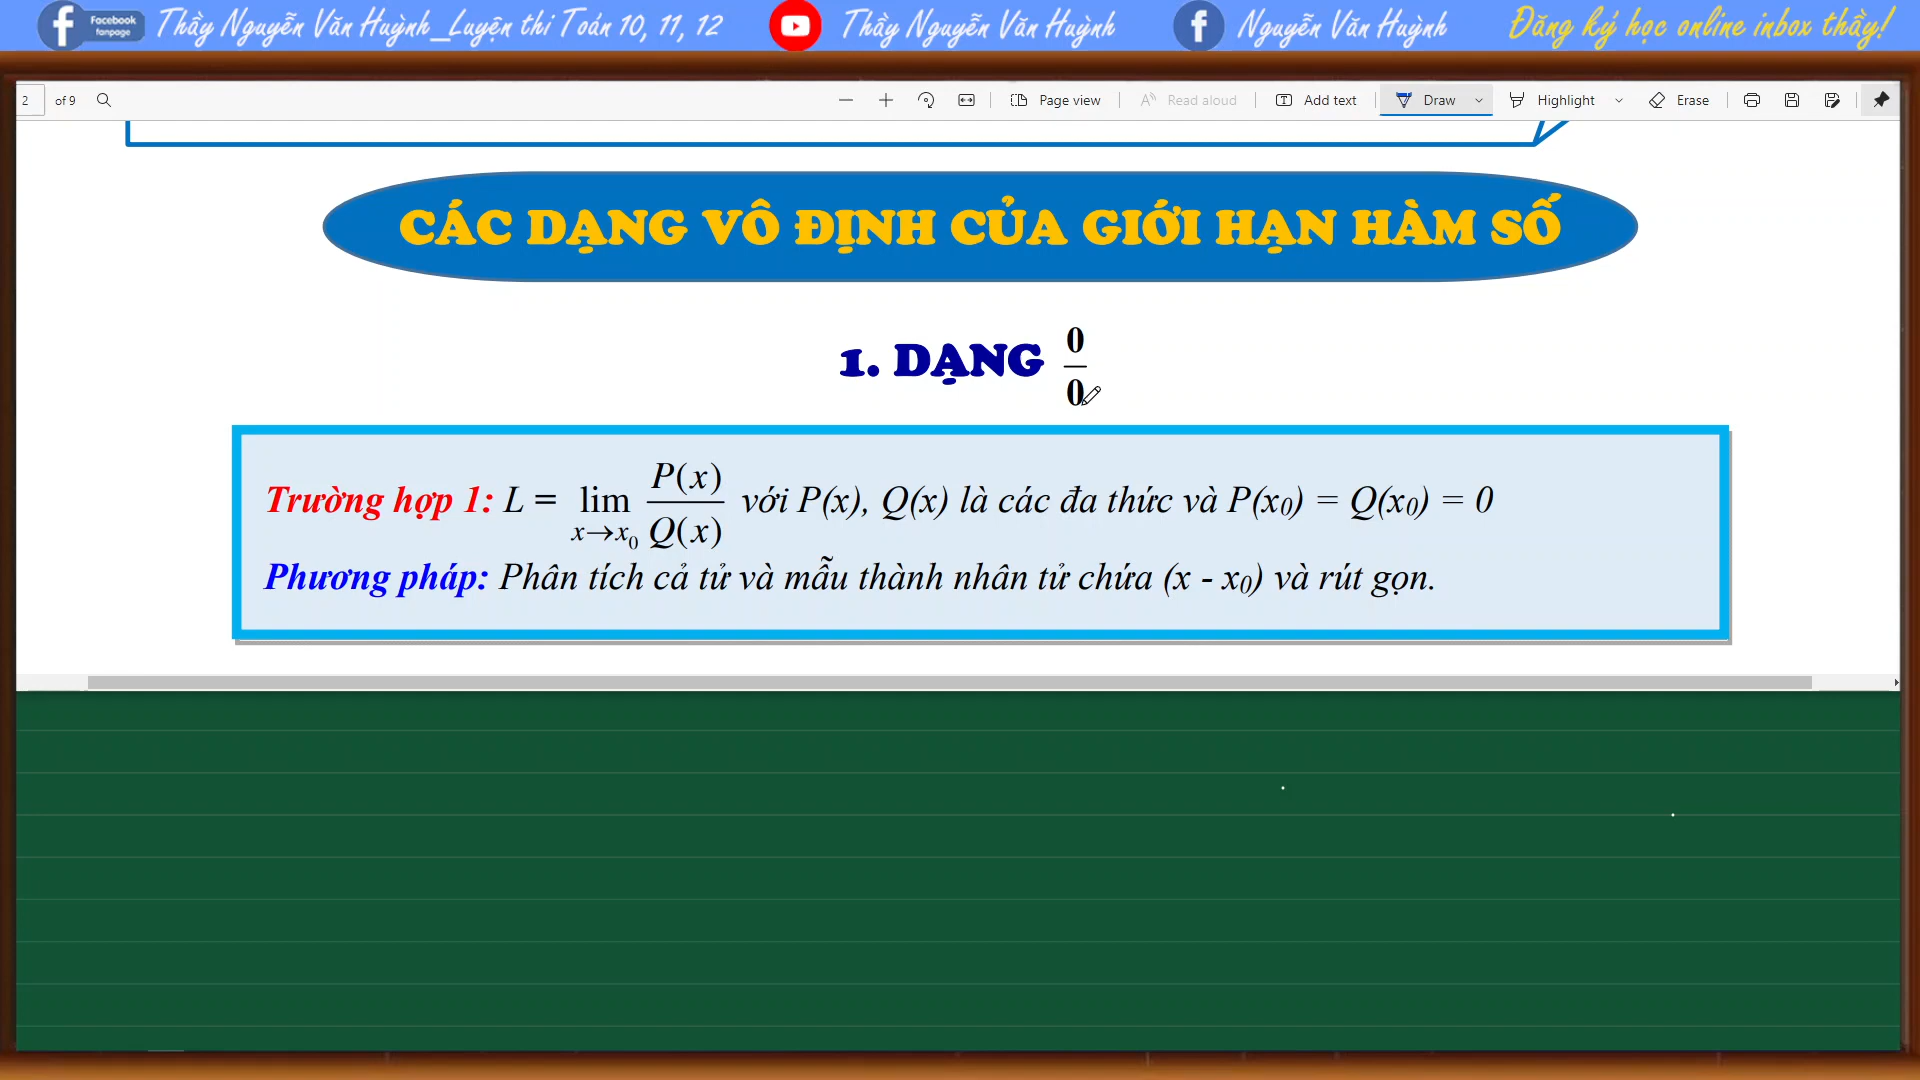 Facebook fanpage Thầy Nguyễn Văn Huỳnh_Luyện thi Toán 10, 11, 12 Thầy Nguyễn Văn Huỳnh f Nguyễn Văn Huỳnh Đăng ký học online inbox thầy!
2 of 9 Page view Read aloud Add text Draw Highlight Erase
CÁC DẠNG VÔ ĐỊNH CỦA GIỚI HẠN HÀM SỐ
1. DẠNG 0/0
Trường hợp 1: L = lim x→x₀ P(x)/Q(x) với P(x), Q(x) là các đa thức và P(x₀) = Q(x₀) = 0
Phương pháp: Phân tích cả tử và mẫu thành nhân tử chứa (x - x₀) và rút gọn.